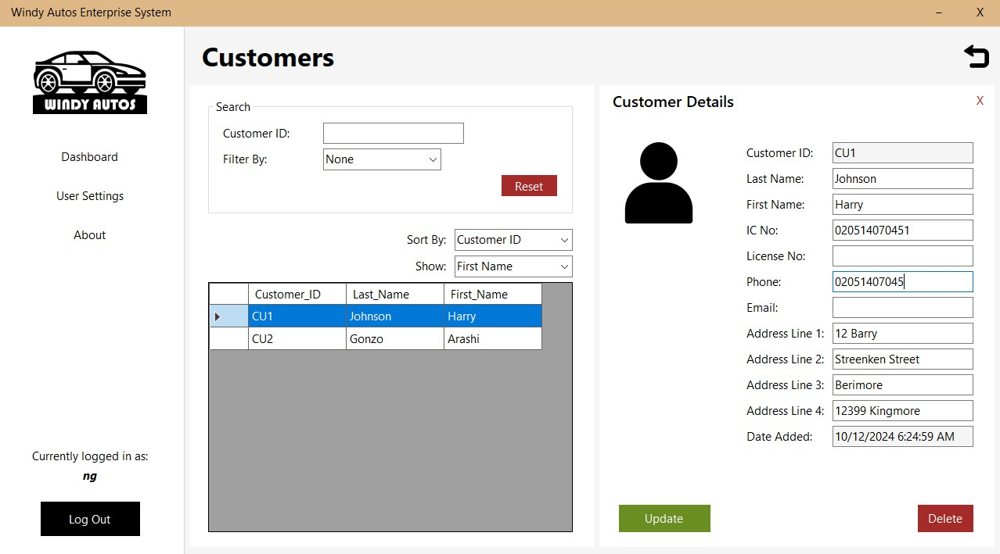 Windy Autos Enterprise System
– X
WINDY AUTOS
Dashboard
User Settings
About
Currently logged in as:
ng
Log Out
Customers
Search
Customer ID:
Filter By: None
Reset
Sort By: Customer ID
Show: First Name
Customer_ID Last_Name First_Name
CU1 Johnson Harry
CU2 Gonzo Arashi
Customer Details X
Customer ID: CU1
Last Name: Johnson
First Name: Harry
IC No: 020514070451
License No:
Phone: 02051407045
Email:
Address Line 1: 12 Barry
Address Line 2: Streenken Street
Address Line 3: Berimore
Address Line 4: 12399 Kingmore
Date Added: 10/12/2024 6:24:59 AM
Update Delete